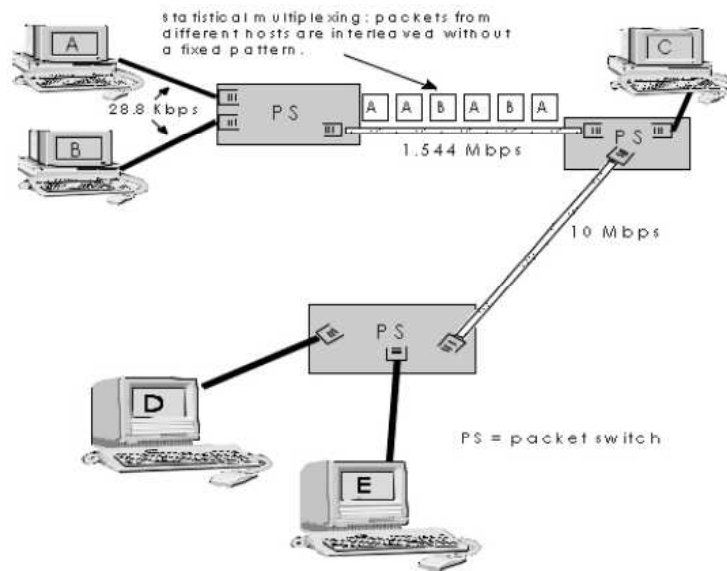 Statistical multiplexing: packets from
different hosts are interleaved without
a fixed pattern.
A
C
28.8 Kbps
PS
A A B A B A
PS
B
1.544 Mbps
10 Mbps
PS
D
PS = packet switch
E